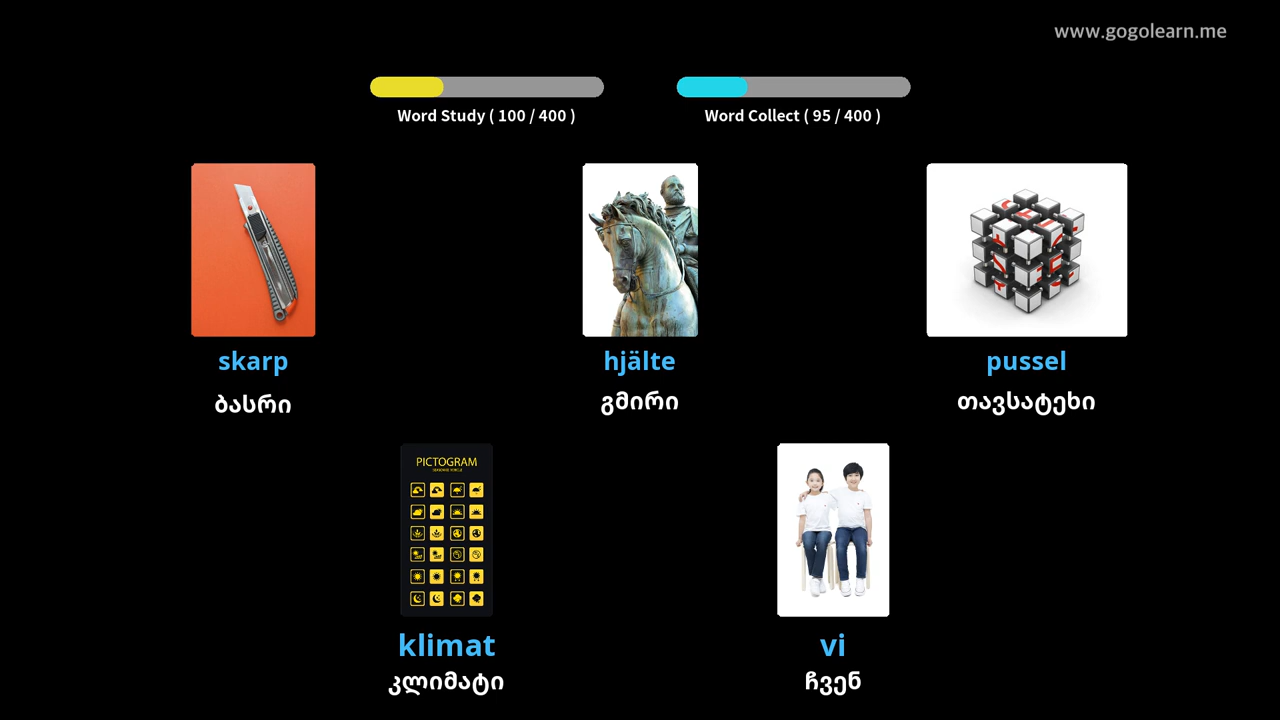 www.gogolearn.me
Word Study ( 100 / 400 )
Word Collect ( 95 / 400 )
skarp
hjälte
pussel
ბასრი
გმირი
თავსატეხი
PICTOGRAM
klimat
vi
კლიმატი
ჩვენ